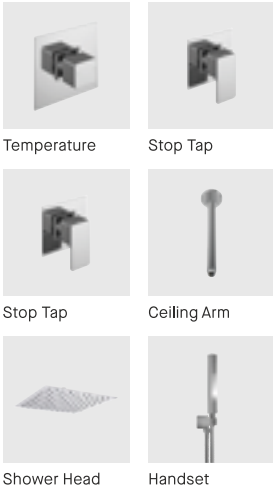 Temperature
Stop Tap
Stop Tap
Ceiling Arm
Shower Head
Handset